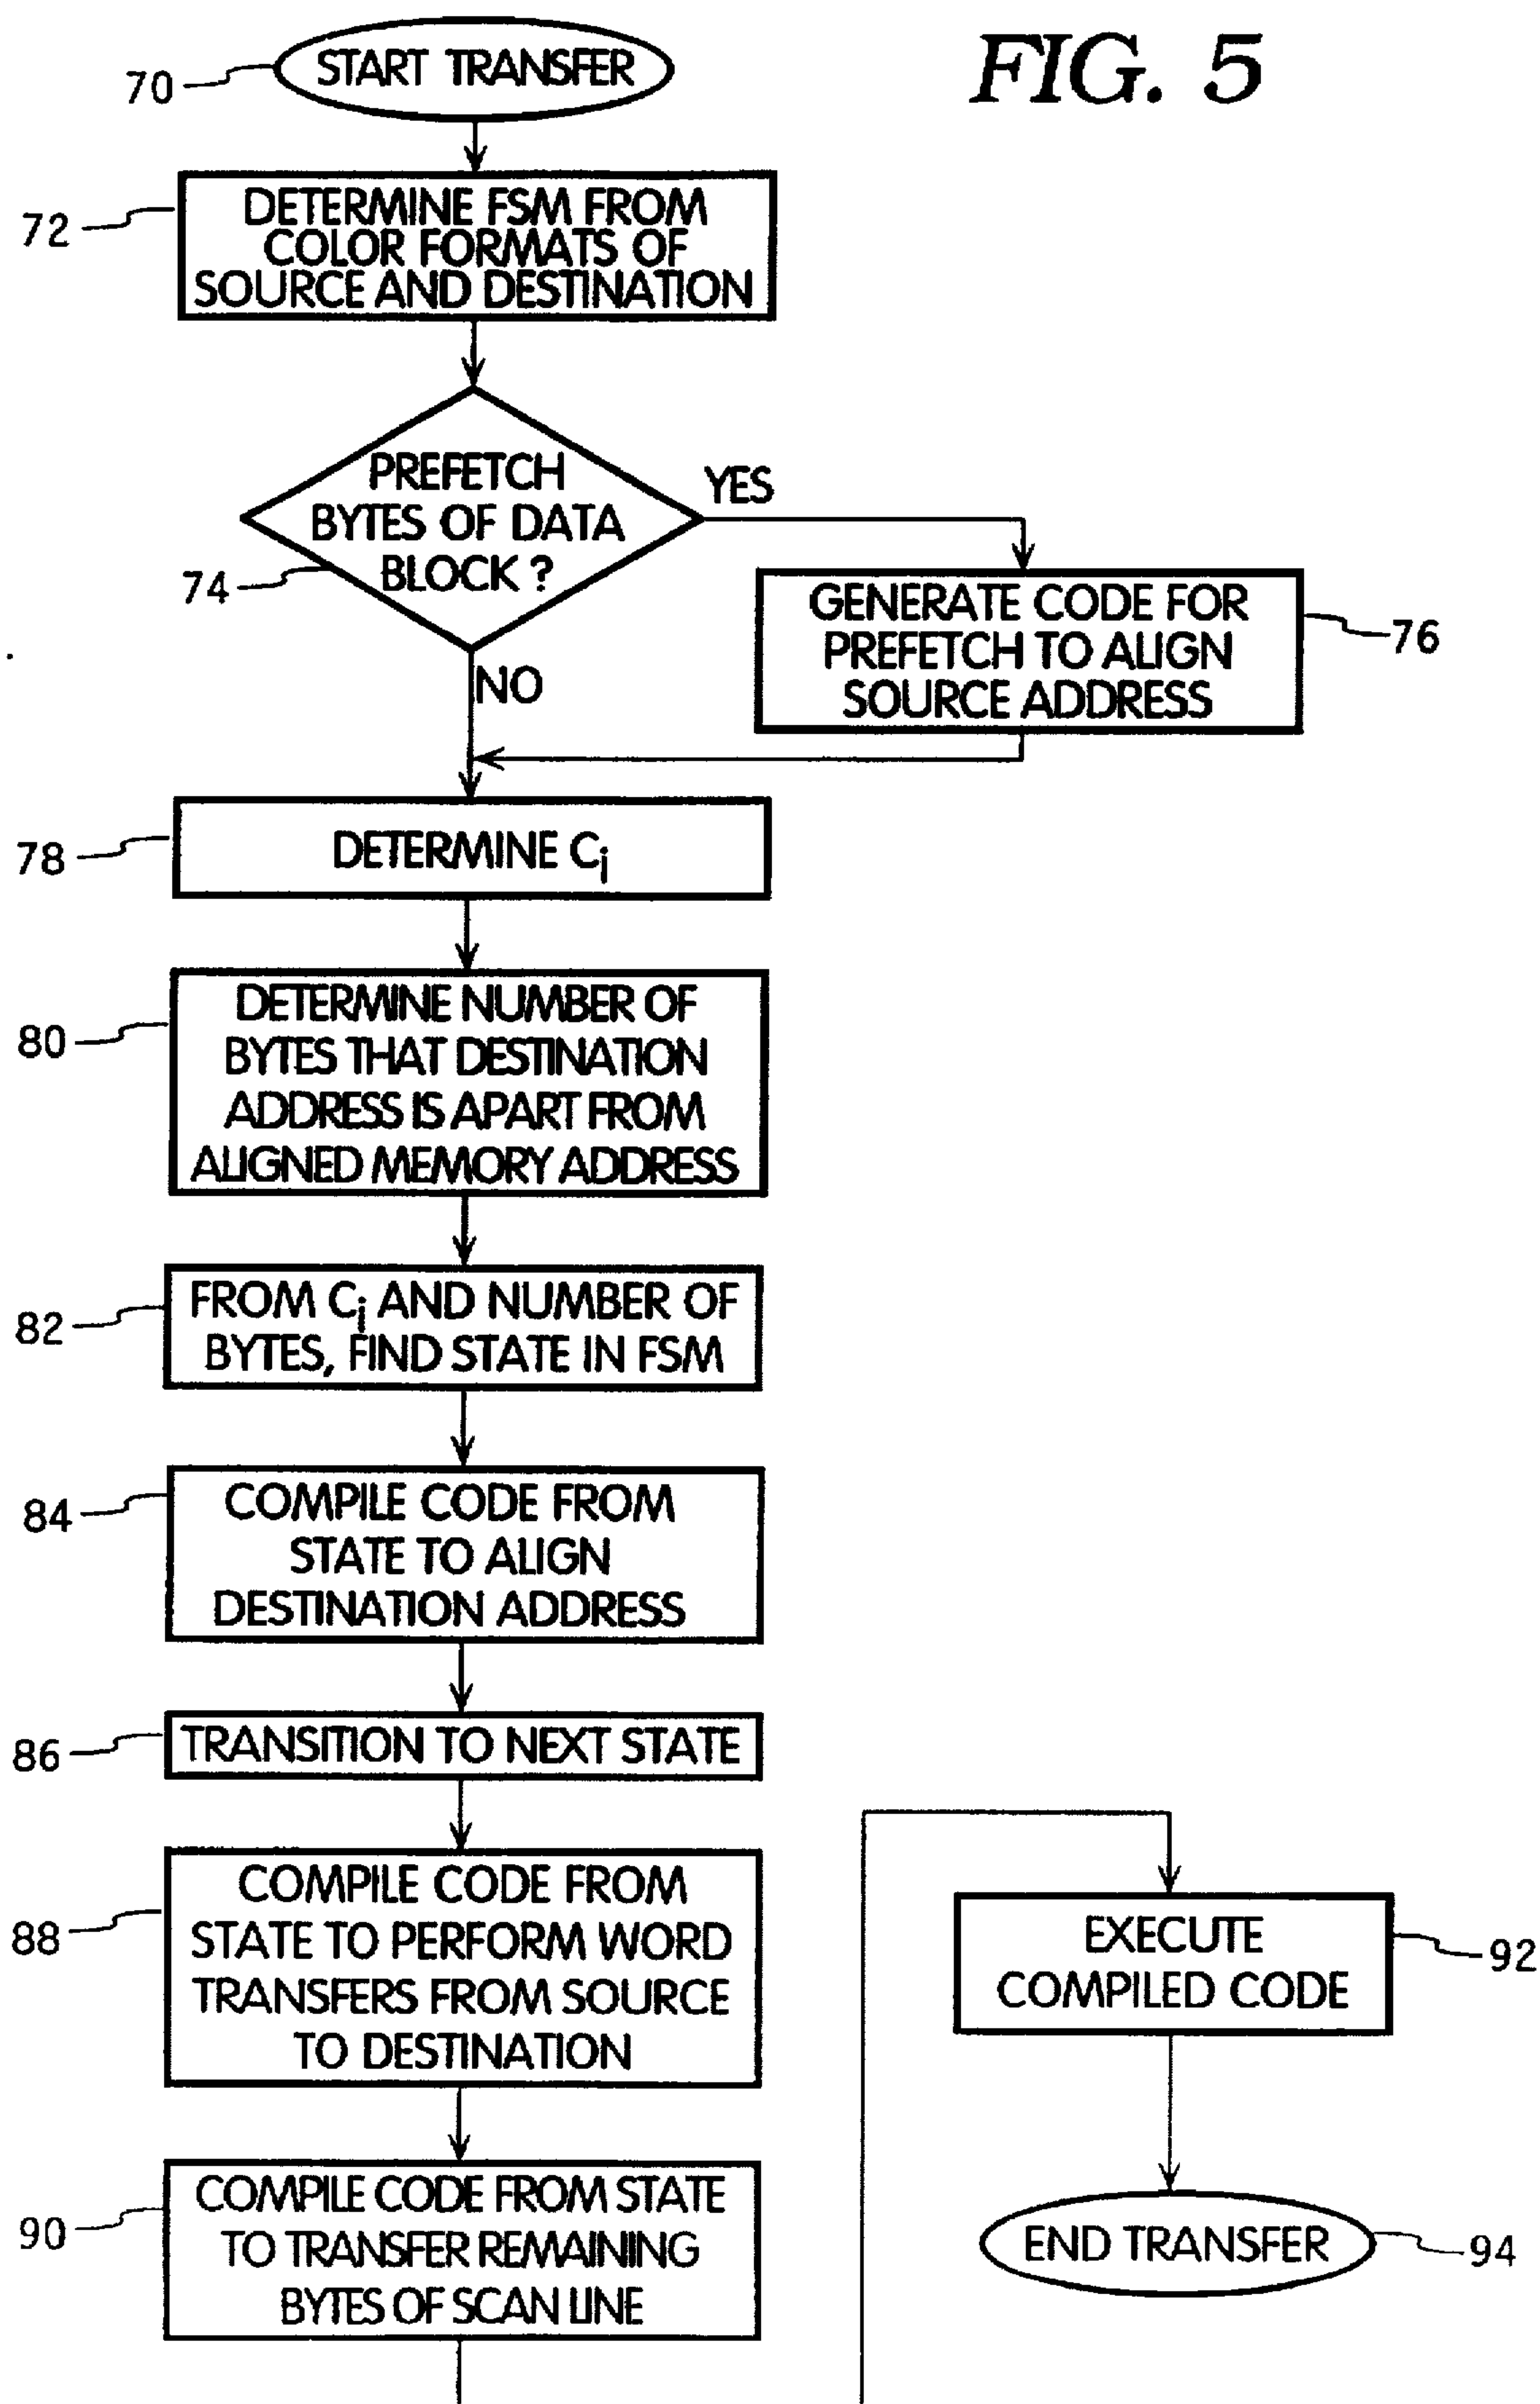 FIG. 5
70
START TRANSFER
72
DETERMINE FSM FROM
COLOR FORMATS OF
SOURCE AND DESTINATION
PREFETCH
BYTES OF DATA
BLOCK ?
74
YES
NO
GENERATE CODE FOR
PREFETCH TO ALIGN
SOURCE ADDRESS
76
78
DETERMINE Ci
80
DETERMINE NUMBER OF
BYTES THAT DESTINATION
ADDRESS IS APART FROM
ALIGNED MEMORY ADDRESS
82
FROM Ci AND NUMBER OF
BYTES, FIND STATE IN FSM
84
COMPILE CODE FROM
STATE TO ALIGN
DESTINATION ADDRESS
86
TRANSITION TO NEXT STATE
88
COMPILE CODE FROM
STATE TO PERFORM WORD
TRANSFERS FROM SOURCE
TO DESTINATION
90
COMPILE CODE FROM STATE
TO TRANSFER REMAINING
BYTES OF SCAN LINE
EXECUTE
COMPILED CODE
92
END TRANSFER
94